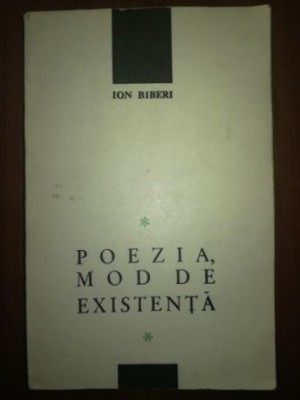 ION BIBERI
*
POEZIA,
MOD DE
EXISTENȚĂ
*